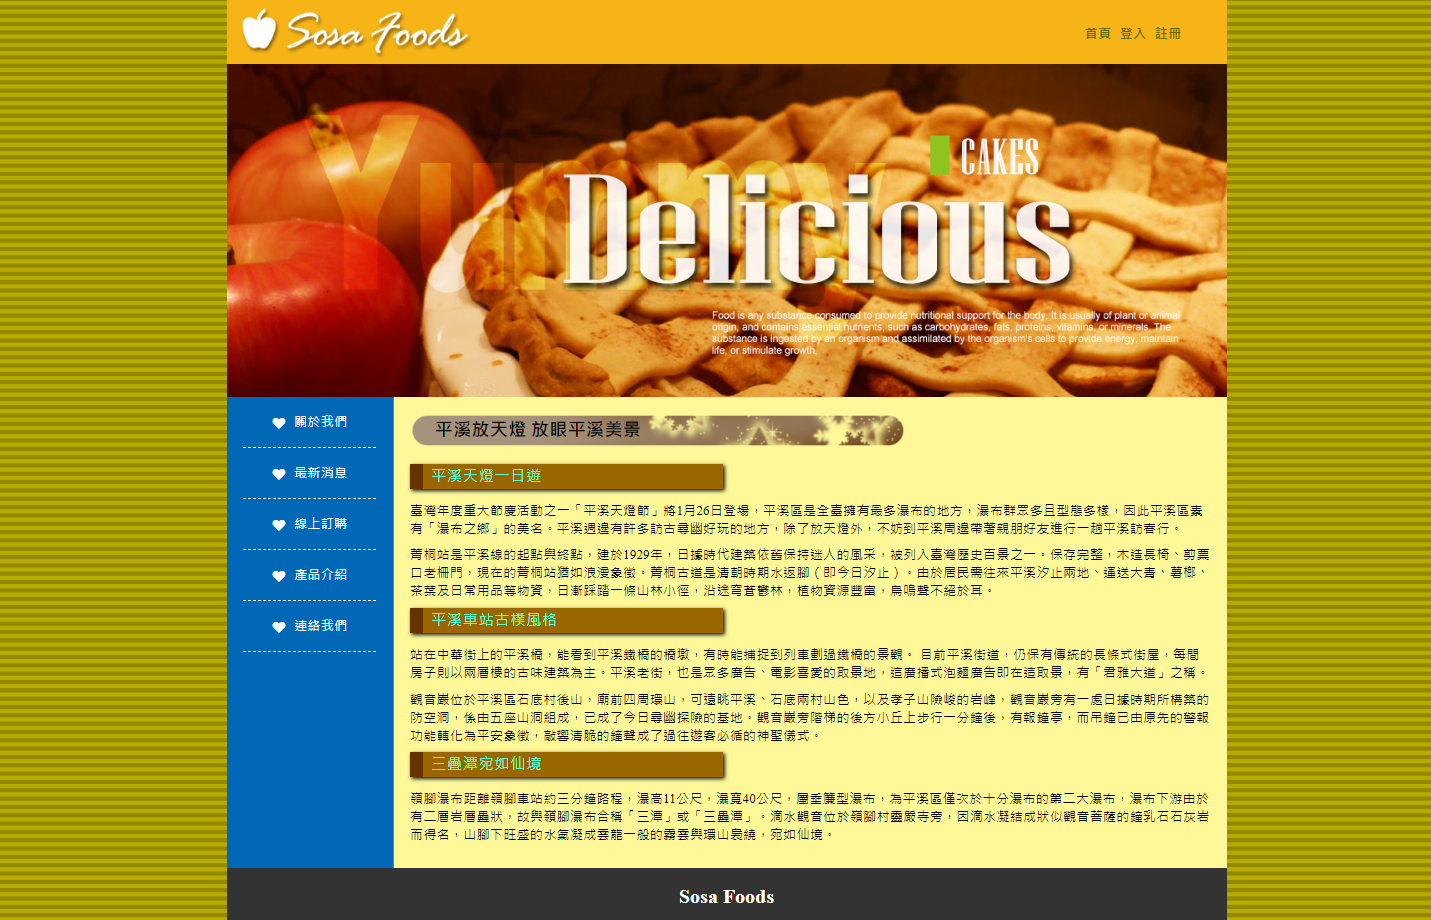 Sosa Foods
首頁 登入 註冊
Yummy
CAKES
Delicious
Food is any substance consumed to provide nutritional support for the body. It is usually of plant or animal
origin, and contains essential nutrients, such as carbohydrates, fats, proteins, vitamins, or minerals. The
substance is ingested by an organism and assimilated by the organism's cells to provide energy, maintain
life, or stimulate growth.
關於我們
最新消息
線上訂購
產品介紹
連絡我們
平溪放天燈 放眼平溪美景
平溪天燈一日遊
臺灣年度重大節慶活動之一「平溪天燈節」將1月26日登場，平溪區是全臺擁有最多瀑布的地方，瀑布群眾多且型態多樣，因此平溪區素
有「瀑布之鄉」的美名。平溪週邊有許多訪古尋幽好玩的地方，除了放天燈外，不妨到平溪周邊帶著親朋好友進行一趟平溪訪春行。
菁桐站是平溪線的起點與終點，建於1929年，日據時代建築依舊保持迷人的風采，被列入臺灣歷史百景之一。保存完整，木造長椅、剪票
口老柵門，現在的菁桐站猶如浪漫象徵。菁桐古道是清朝時期水返腳（即今日汐止）。由於居民需往來平溪汐止兩地、運送大菁、薯榔、
茶葉及日常用品等物資，日漸踩踏一條山林小徑，沿途穹蒼鬱林，植物資源豐富，鳥鳴聲不絕於耳。
平溪車站古樸風格
站在中華街上的平溪橋，能看到平溪鐵橋的橋墩，有時能捕捉到列車劃過鐵橋的景觀。 目前平溪街道，仍保有傳統的長條式街屋，每間
房子則以兩層樓的古味建築為主。平溪老街，也是眾多廣告、電影喜愛的取景地，這廣播式泡麵廣告即在這取景，有「君雅大道」之稱。
觀音巖位於平溪區石底村後山，廟前四周環山，可遠眺平溪、石底兩村山色，以及孝子山險峻的岩峰，觀音巖旁有一處日據時期所構築的
防空洞，係由五座山洞組成，已成了今日尋幽探險的基地。觀音巖旁階梯的後方小丘上步行一分鐘後，有報鐘亭，而吊鐘已由原先的警報
功能轉化為平安象徵，敲響清脆的鐘聲成了過往遊客必循的神聖儀式。
三疊潭宛如仙境
嶺腳瀑布距離嶺腳車站約三分鐘路程，瀑高11公尺，瀑寬40公尺，屬垂簾型瀑布，為平溪區僅次於十分瀑布的第二大瀑布，瀑布下游由於
有二層岩層疊狀，故與嶺腳瀑布合稱「三潭」或「三疊潭」。滴水觀音位於嶺腳村靈嚴寺旁，因滴水凝結成狀似觀音菩薩的鐘乳石石灰岩
而得名，山腳下旺盛的水氣凝成雲龍一般的霧雲與環山裊繞，宛如仙境。
Sosa Foods